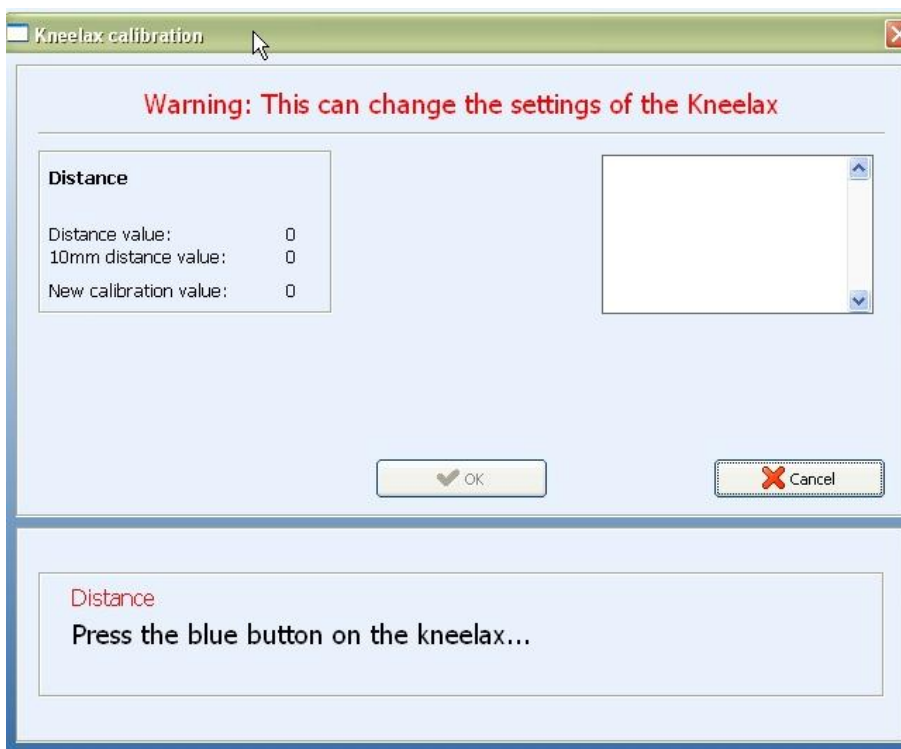 Kneelax calibration
Warning: This can change the settings of the Kneelax
Distance
Distance value: 0
10mm distance value: 0
New calibration value: 0
OK
Cancel
Distance
Press the blue button on the kneelax...